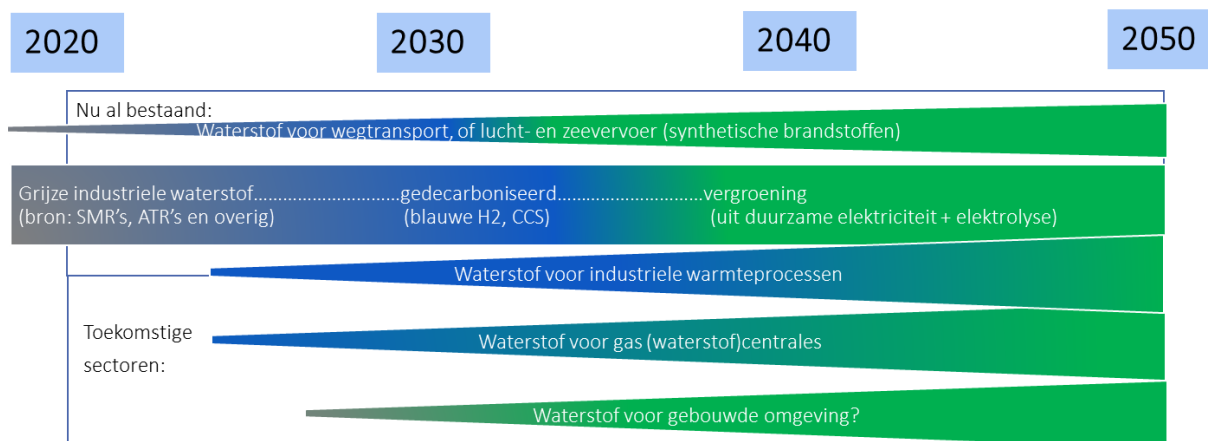 2020
2030
2040
2050
Nu al bestaand:
Waterstof voor wegtransport, of lucht- en zeevervoer (synthetische brandstoffen)
Grijze industriele waterstof..............................gedecarboniseerd..............................vergroening
(bron: SMR's, ATR's en overig) (blauwe H2, CCS) (uit duurzame elektriciteit + elektrolyse)
Waterstof voor industriele warmteprocessen
Toekomstige
sectoren:
Waterstof voor gas (waterstof)centrales
Waterstof voor gebouwde omgeving?